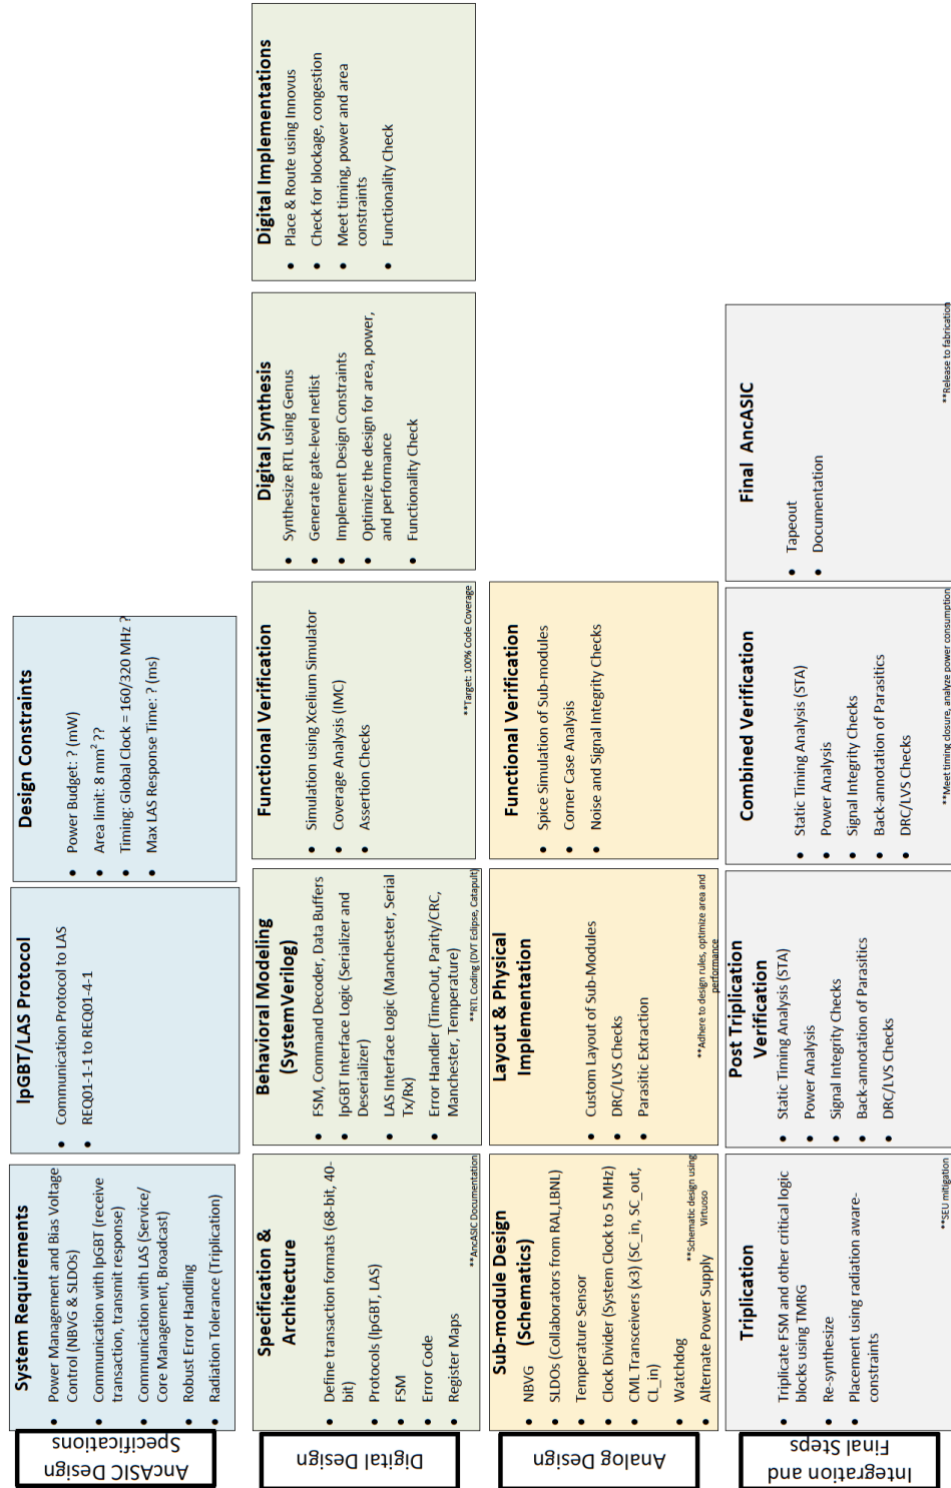 AncASIC Design
Specifications
System Requirements
• Power Management and Bias Voltage
Control (NBVG & SLDOs)
• Communication with lpGBT (receive
transaction, transmit response)
• Communication with LAS (Service/
Core Management, Broadcast)
• Robust Error Handling
• Radiation Tolerance (Triplication)
lpGBT/LAS Protocol
• Communication Protocol to LAS
• REQ01-1-1 to REQ01-4-1
Design Constraints
• Power Budget: ? (mW)
• Area limit: 8 mm² ??
• Timing: Global Clock = 160/320 MHz ?
• Max LAS Response Time: ? (ms)
Digital Design
Specification &
Architecture
• Define transaction formats (68-bit, 40-
bit)
• Protocols (lpGBT, LAS)
• FSM
• Error Code
• Register Maps
**AncASIC Documentation
Behavioral Modeling
(SystemVerilog)
• FSM, Command Decoder, Data Buffers
• lpGBT Interface Logic (Serializer and
Deserializer)
• LAS Interface Logic (Manchester, Serial
Tx/Rx)
• Error Handler (TimeOut, Parity/CRC,
Manchester, Temperature)
**RTL Coding (DVT Eclipse, Catapult)
Functional Verification
• Simulation using Xcelium Simulator
• Coverage Analysis (IMC)
• Assertion Checks
**Target: 100% Code Coverage
Digital Synthesis
• Synthesize RTL using Genus
• Generate gate-level netlist
• Implement Design Constraints
• Optimize the design for area, power,
and performance
• Functionality Check
Digital Implementations
• Place & Route using Innovus
• Check for blockage, congestion
• Meet timing, power and area
constraints
• Functionality Check
Analog Design
Sub-module Design
(Schematics)
• NBVG
• SLDOs (Collaborators from RAL,LBNL)
• Temperature Sensor
• Clock Divider (System Clock to 5 MHz)
• CML Transceivers (x3) (SC_in, SC_out,
CL_in)
• Watchdog
• Alternate Power Supply
**Schematic design using
Virtuoso
Layout & Physical
Implementation
• Custom Layout of Sub-Modules
• DRC/LVS Checks
• Parasitic Extraction
**Adhere to design rules, optimize area and
performance
Functional Verification
• Spice Simulation of Sub-modules
• Corner Case Analysis
• Noise and Signal Integrity Checks
Integration and
Final Steps
Triplication
• Triplicate FSM and other critical logic
blocks using TMRG
• Re-synthesize
• Placement using radiation aware-
constraints
**SEU mitigation
Post Triplication
Verification
• Static Timing Analysis (STA)
• Power Analysis
• Signal Integrity Checks
• Back-annotation of Parasitics
• DRC/LVS Checks
Combined Verification
• Static Timing Analysis (STA)
• Power Analysis
• Signal Integrity Checks
• Back-annotation of Parasitics
• DRC/LVS Checks
**Meet timing closure, analyze power consumption
Final AncASIC
• Tapeout
• Documentation
**Release to fabrication